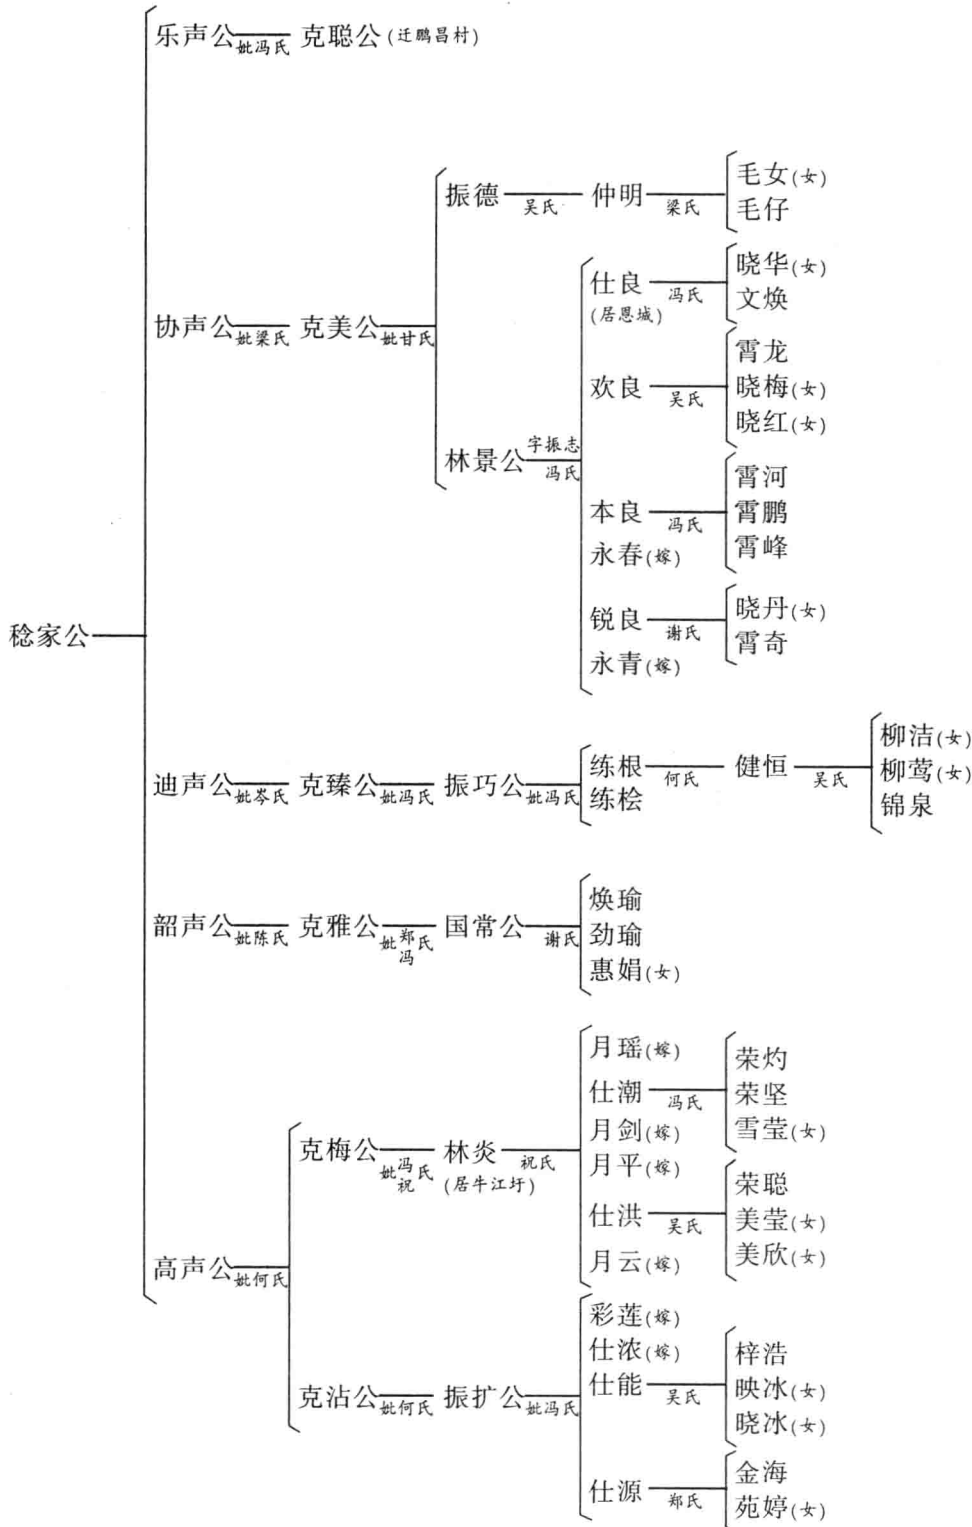 乐声公 妣冯氏 克聪公(迁鹏昌村)
振德 吴氏 仲明 梁氏
毛女(女)
毛仔
协声公 妣梁氏 克美公 妣甘氏
仕良 冯氏
(居恩城)
晓华(女)
文焕
欢良 吴氏
霄龙
晓梅(女)
晓红(女)
林景公 字振志 冯氏
本良 冯氏
霄河
霄鹏
霄峰
永春(嫁)
锐良 谢氏
晓丹(女)
霄奇
永青(嫁)
稔家公
迪声公 妣岑氏 克臻公 妣冯氏 振巧公 妣冯氏
练根 何氏 健恒 吴氏
练桧
柳洁(女)
柳莺(女)
锦泉
韶声公 妣陈氏 克雅公 妣郑冯氏 国常公 谢氏
焕瑜
劲瑜
惠娟(女)
高声公 妣何氏
克梅公 妣冯祝氏 林炎 祝氏
(居牛江圩)
月瑶(嫁)
仕潮 冯氏
荣灼
荣坚
雪莹(女)
月剑(嫁)
月平(嫁)
仕洪 吴氏
荣聪
美莹(女)
美欣(女)
月云(嫁)
克沾公 妣何氏 振扩公 妣冯氏
彩莲(嫁)
仕浓(嫁)
仕能 吴氏
梓浩
映冰(女)
晓冰(女)
仕源 郑氏
金海
苑婷(女)